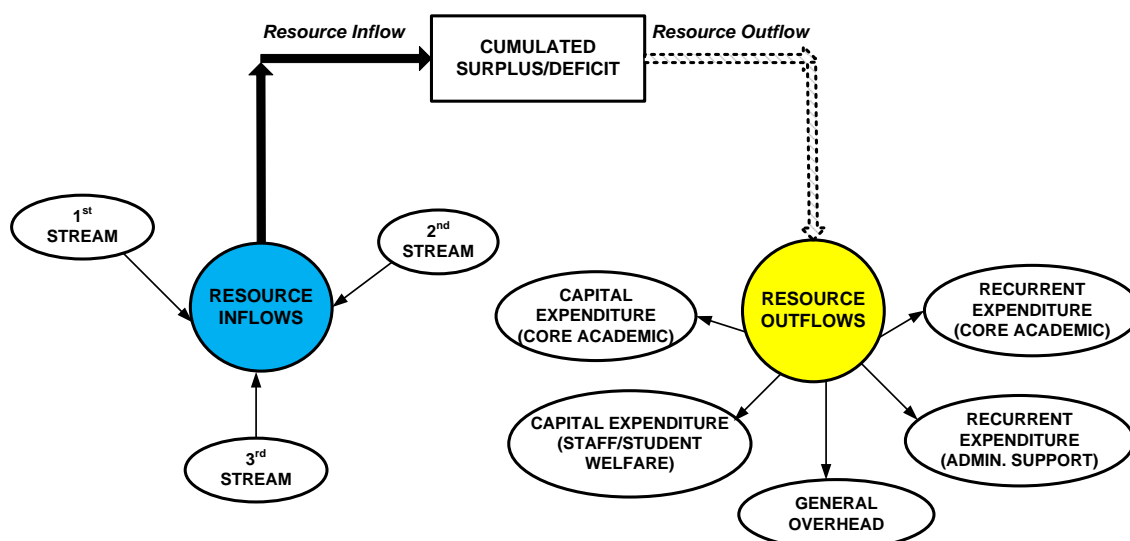 Resource Inflow
CUMULATED
SURPLUS/DEFICIT
Resource Outflow
1st
STREAM
2nd
STREAM
RESOURCE
INFLOWS
3rd
STREAM
CAPITAL
EXPENDITURE
(CORE ACADEMIC)
RESOURCE
OUTFLOWS
RECURRENT
EXPENDITURE
(CORE ACADEMIC)
CAPITAL EXPENDITURE
(STAFF/STUDENT
WELFARE)
RECURRENT
EXPENDITURE
(ADMIN. SUPPORT)
GENERAL
OVERHEAD